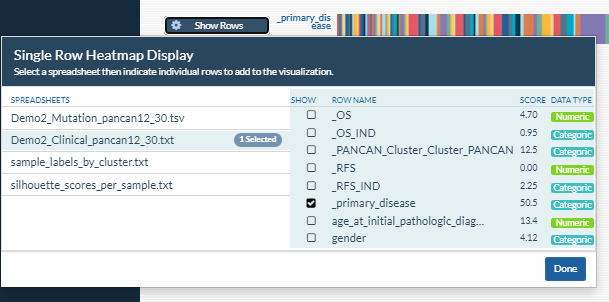 Show Rows
_primary_dis
ease
Single Row Heatmap Display
Select a spreadsheet then indicate individual rows to add to the visualization.
SPREADSHEETS
Demo2_Mutation_pancan12_30.tsv
Demo2_Clinical_pancan12_30.txt 1 Selected
sample_labels_by_cluster.txt
silhouette_scores_per_sample.txt
SHOW ROW NAME SCORE DATA TYPE
_OS 4.70 Numeric
_OS_IND 0.95 Categoric
_PANCAN_Cluster_Cluster_PANCAN 12.5 Categoric
_RFS 0.00 Numeric
_RFS_IND 2.25 Categoric
_primary_disease 50.5 Categoric
age_at_initial_pathologic_diag... 13.4 Numeric
gender 4.12 Categoric
Done